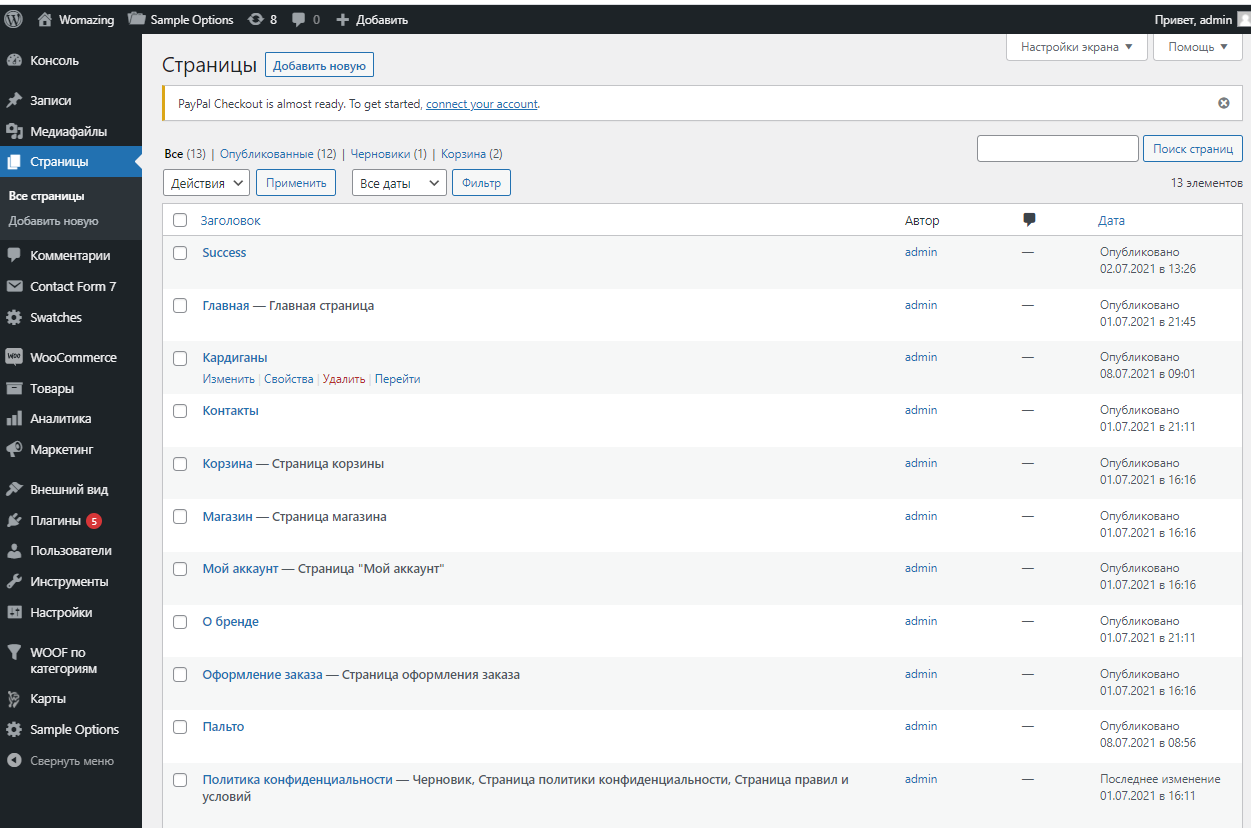 Womazing Sample Options 8 0 Добавить Привет, admin
Консоль
Записи
Медиафайлы
Страницы
Все страницы
Добавить новую
Комментарии
Contact Form 7
Swatches
WooCommerce
Товары
Аналитика
Маркетинг
Внешний вид
Плагины 5
Пользователи
Инструменты
Настройки
WOOF по
категориям
Карты
Sample Options
Свернуть меню
Настройки экрана ▼ Помощь ▼
Страницы Добавить новую
PayPal Checkout is almost ready. To get started, connect your account.
Все (13) | Опубликованные (12) | Черновики (1) | Корзина (2)
Поиск страниц
Действия Применить Все даты Фильтр
13 элементов
Заголовок Автор Дата
Success admin — Опубликовано
02.07.2021 в 13:26
Главная — Главная страница admin — Опубликовано
01.07.2021 в 21:45
Кардиганы admin — Опубликовано
08.07.2021 в 09:01
Изменить | Свойства | Удалить | Перейти
Контакты admin — Опубликовано
01.07.2021 в 21:11
Корзина — Страница корзины admin — Опубликовано
01.07.2021 в 16:16
Магазин — Страница магазина admin — Опубликовано
01.07.2021 в 16:16
Мой аккаунт — Страница "Мой аккаунт" admin — Опубликовано
01.07.2021 в 16:16
О бренде admin — Опубликовано
01.07.2021 в 21:11
Оформление заказа — Страница оформления заказа admin — Опубликовано
01.07.2021 в 16:16
Пальто admin — Опубликовано
08.07.2021 в 08:56
Политика конфиденциальности — Черновик, Страница политики конфиденциальности, Страница правил и admin — Последнее изменение
условий 01.07.2021 в 16:11